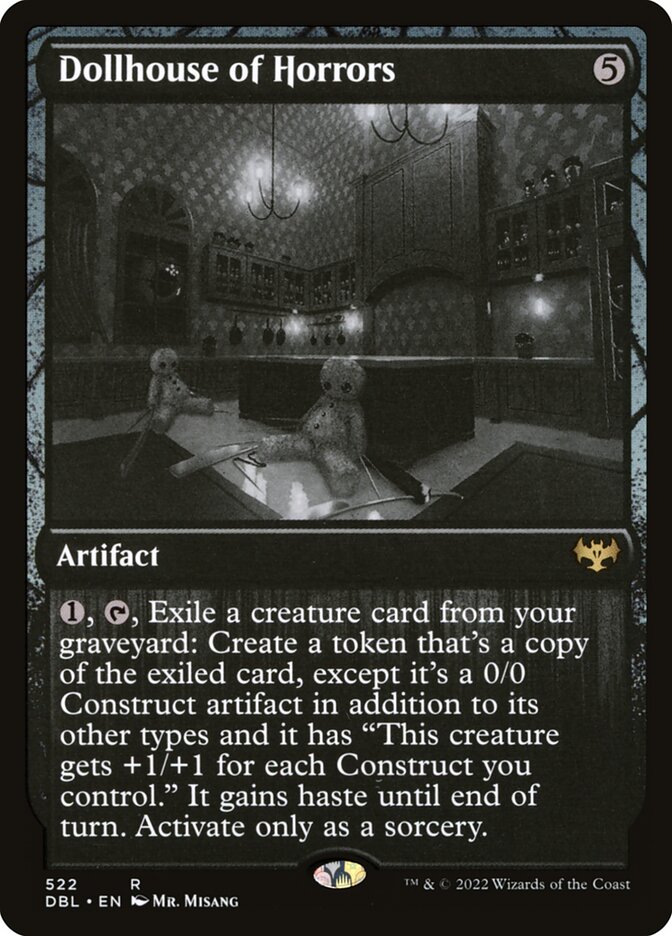 Dollhouse of Horrors 5
Artifact
1, , Exile a creature card from your
graveyard: Create a token that's a copy
of the exiled card, except it's a 0/0
Construct artifact in addition to its
other types and it has “This creature
gets +1/+1 for each Construct you
control.” It gains haste until end of
turn. Activate only as a sorcery.
522 R
DBL • EN Mr. Misang
™ & © 2022 Wizards of the Coast